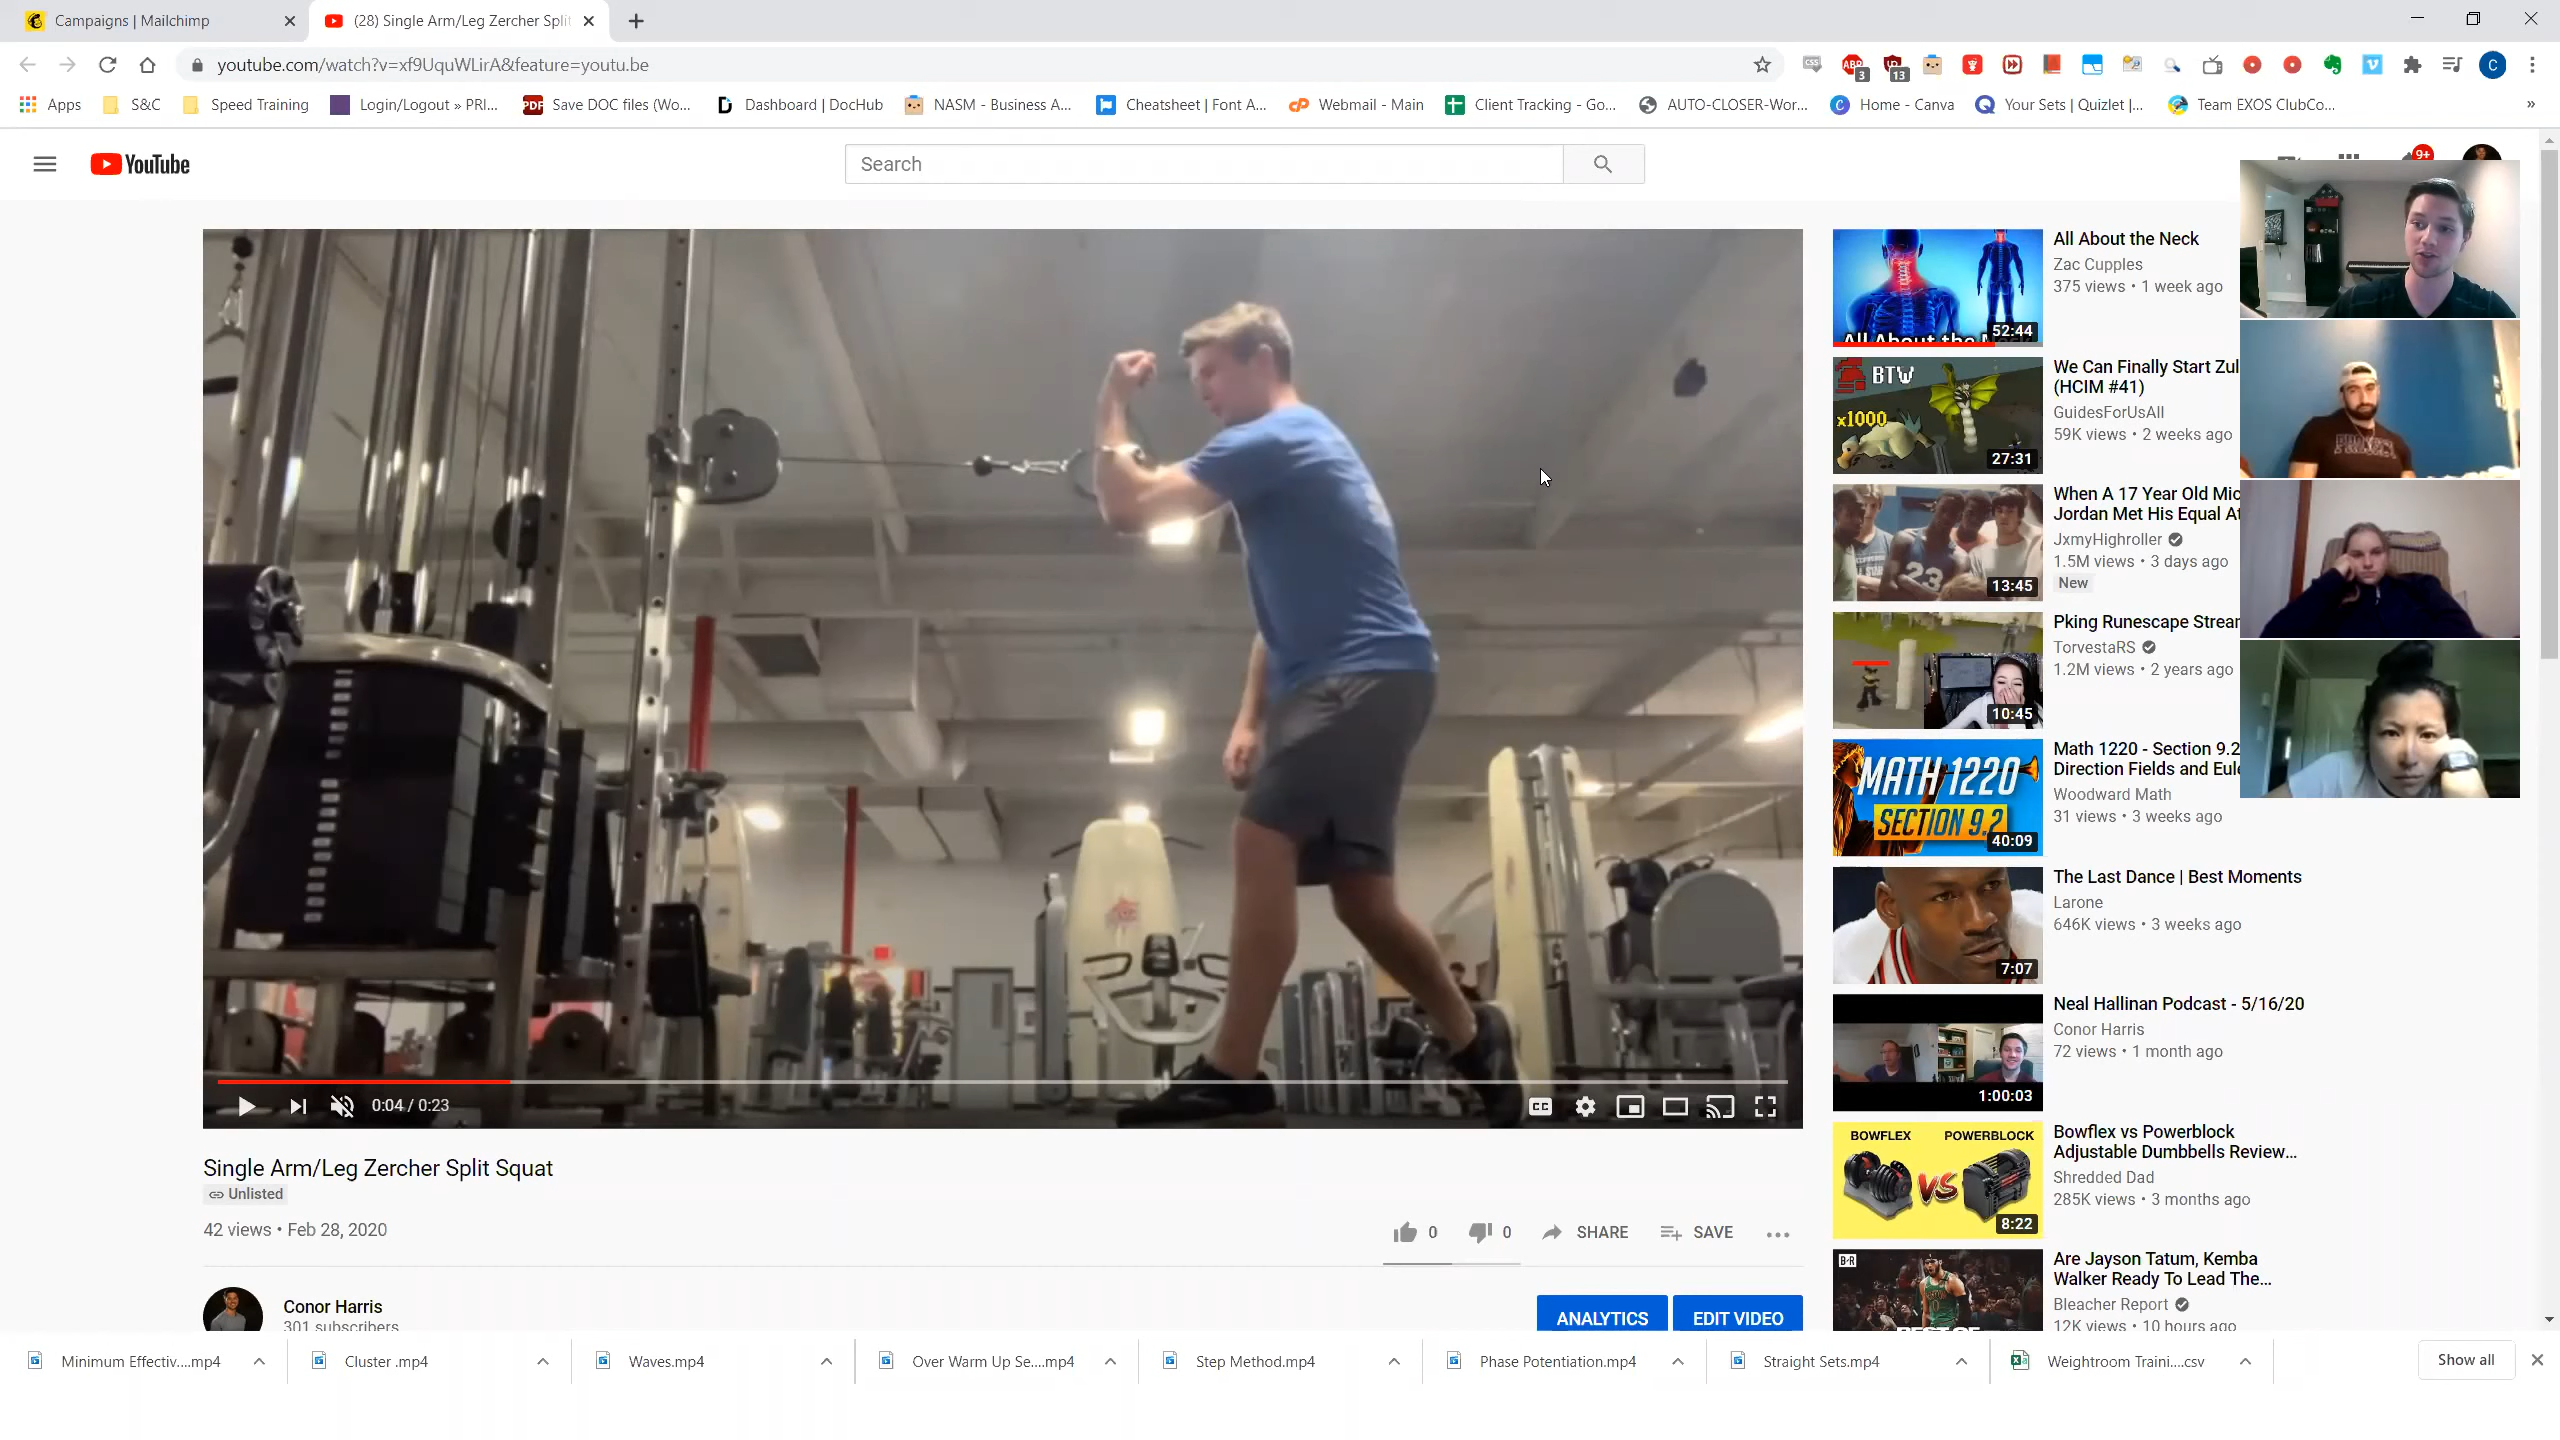 Campaigns | Mailchimp
(28) Single Arm/Leg Zercher Spli
youtube.com/watch?v=xf9UquWLirA&feature=youtu.be
CSS
ABP
3
13
C
Apps
S&C
Speed Training
Login/Logout » PRI...
PDF
Save DOC files (Wo...
Dashboard | DocHub
NASM - Business A...
Cheatsheet | Font A...
Webmail - Main
Client Tracking - Go...
AUTO-CLOSER-Wor...
Home - Canva
Your Sets | Quizlet |...
Team EXOS ClubCo...
»
YouTube
Search
9+
All About the Neck
Zac Cupples
375 views • 1 week ago
52:44
We Can Finally Start Zul
(HCIM #41)
GuidesForUsAll
59K views • 2 weeks ago
BTW
x1000
27:31
When A 17 Year Old Mic
Jordan Met His Equal At
JxmyHighroller
1.5M views • 3 days ago
New
23
13:45
Pking Runescape Strear
TorvestaRS
1.2M views • 2 years ago
10:45
Math 1220 - Section 9.2
Direction Fields and Eul
Woodward Math
31 views • 3 weeks ago
MATH 1220
SECTION 9.2
40:09
The Last Dance | Best Moments
Larone
646K views • 3 weeks ago
7:07
Neal Hallinan Podcast - 5/16/20
Conor Harris
72 views • 1 month ago
1:00:03
BOWFLEX
POWERBLOCK
VS
8:22
Bowflex vs Powerblock
Adjustable Dumbbells Review...
Shredded Dad
285K views • 3 months ago
B/R
Are Jayson Tatum, Kemba
Walker Ready To Lead The...
Bleacher Report
12K views • 10 hours ago
0:04 / 0:23
CC
Single Arm/Leg Zercher Split Squat
Unlisted
42 views • Feb 28, 2020
0
0
SHARE
SAVE
Conor Harris
301 subscribers
ANALYTICS
EDIT VIDEO
Minimum Effectiv....mp4
Cluster .mp4
Waves.mp4
Over Warm Up Se....mp4
Step Method.mp4
Phase Potentiation.mp4
Straight Sets.mp4
Weightroom Traini....csv
Show all